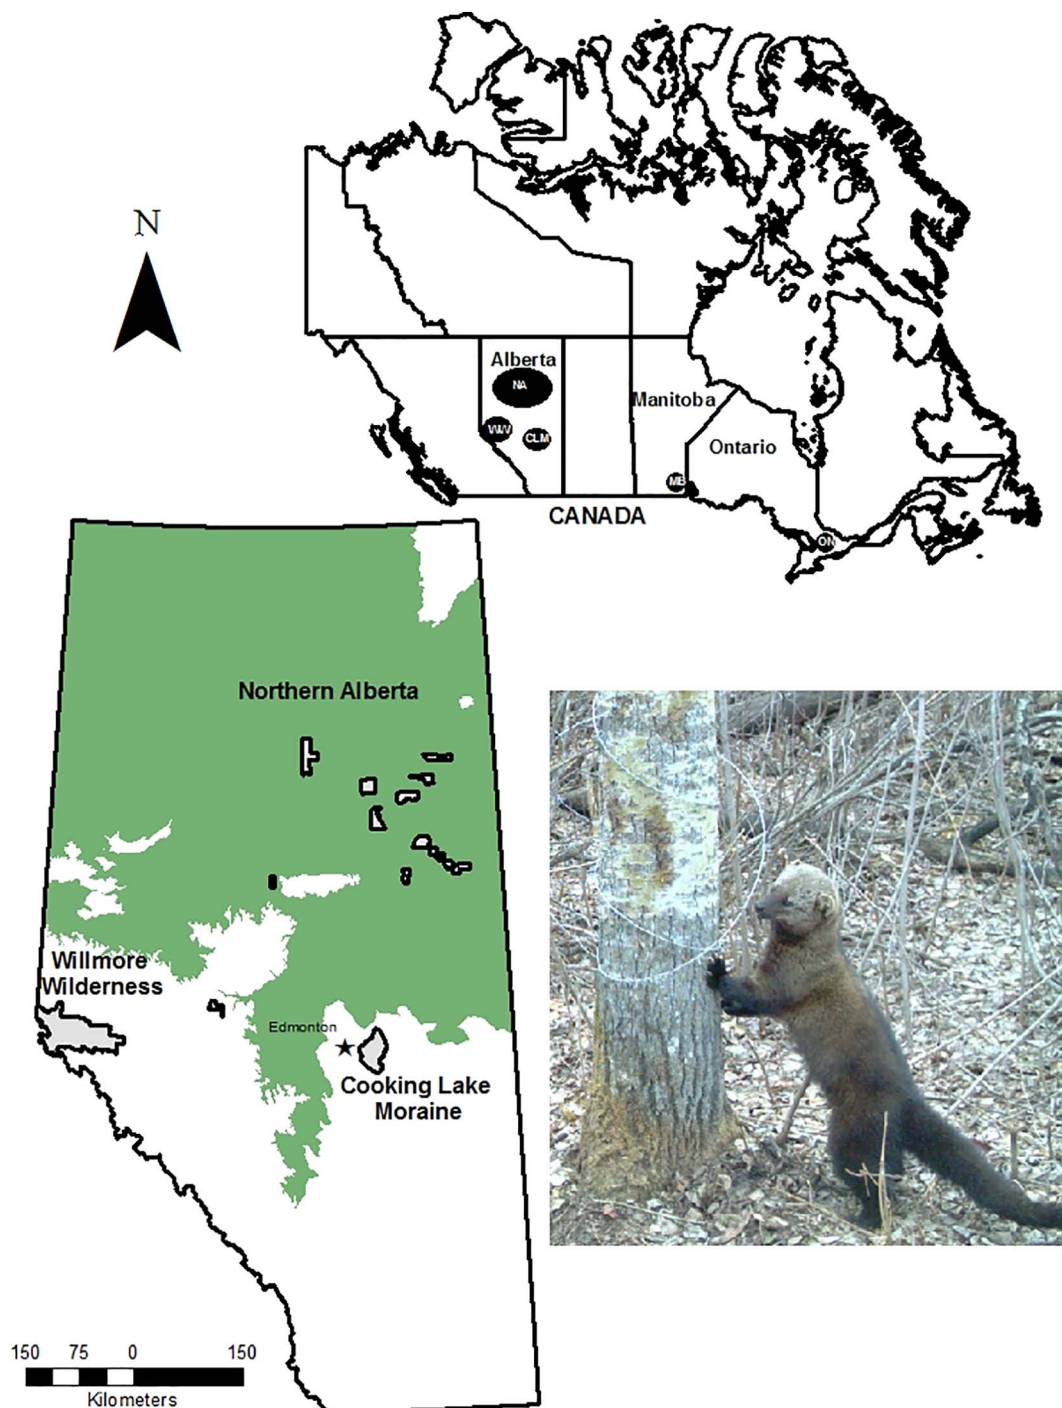 N
Alberta
NA
WW
CLM
Manitoba
Ontario
MB
ON
CANADA
Northern Alberta
Willmore
Wilderness
Edmonton
Cooking Lake
Moraine
150 75 0 150
Kilometers